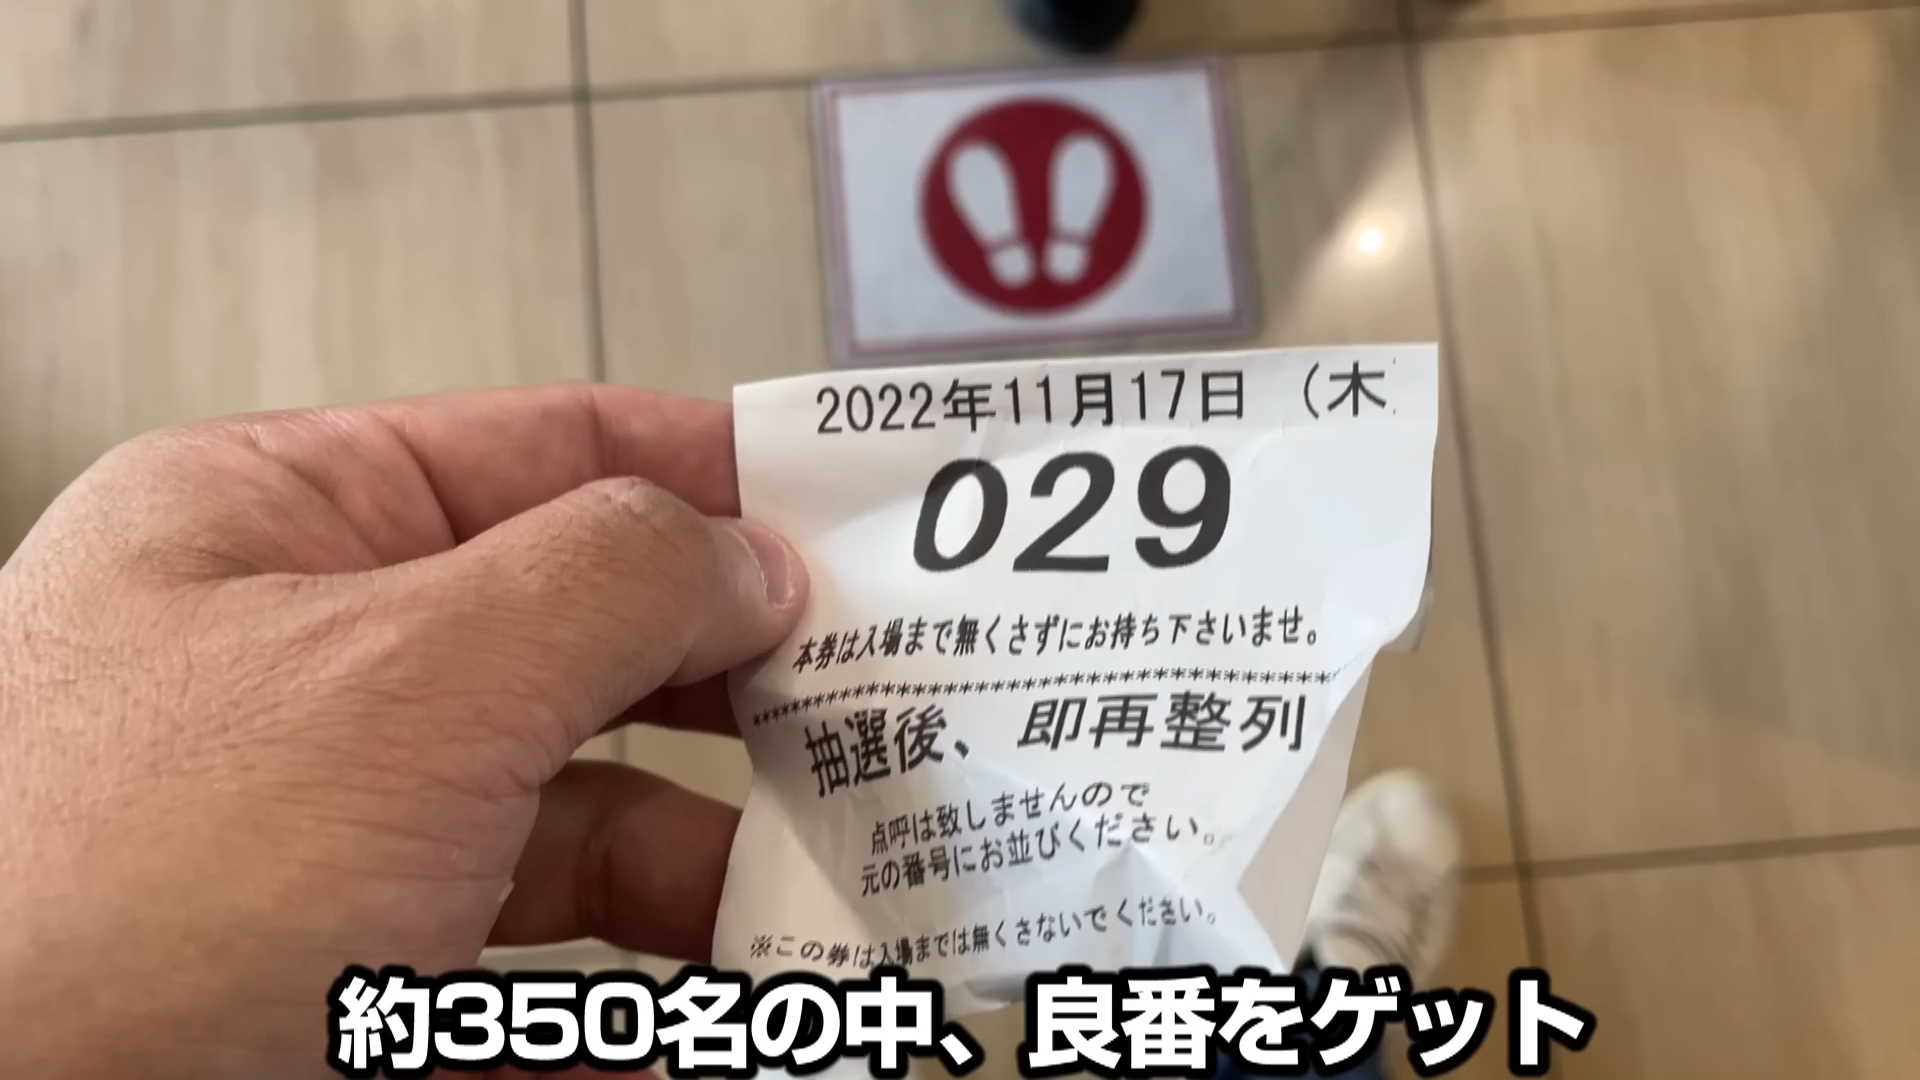 2022年11月17日 （木
029
本券は入場まで無くさずにお持ち下さいませ。
****************************************
抽選後、即再整列
点呼は致しませんので
元の番号にお並びください。
※この券は入場までは無くさないでください。
約350名の中、良番をゲット